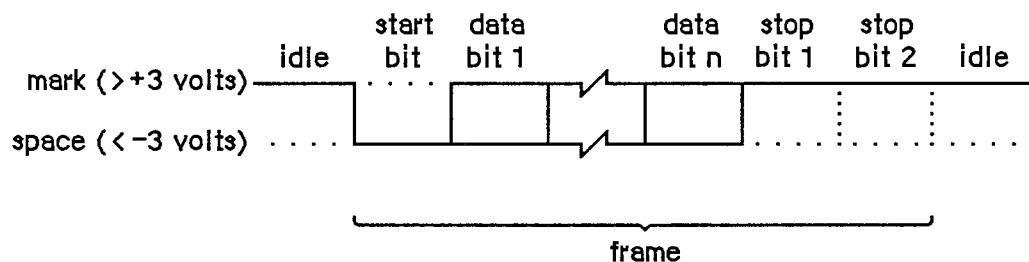 start data data stop stop
idle bit bit 1 bit n bit 1 bit 2 idle
mark (>+3 volts)
space (<-3 volts)
frame